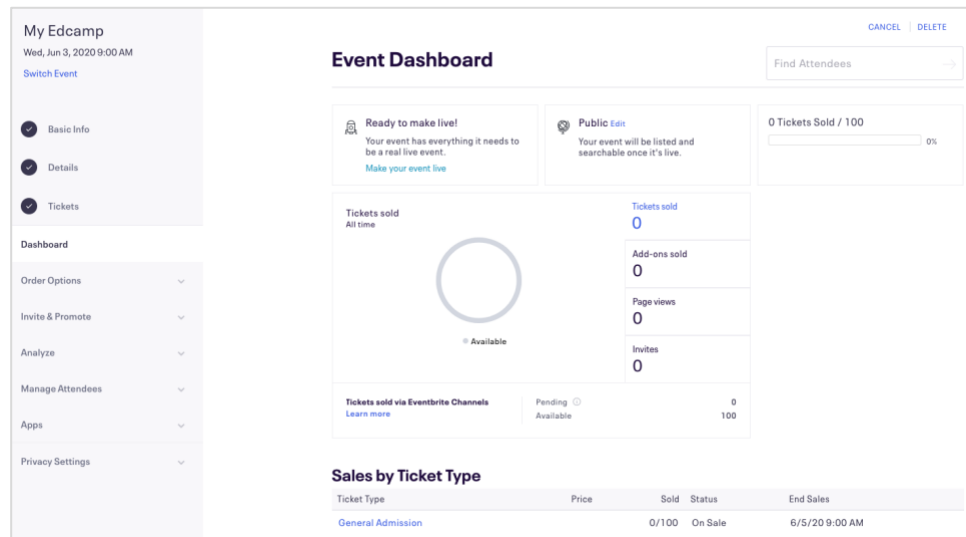 My Edcamp
Wed, Jun 3, 2020 9:00 AM
Switch Event
Basic Info
Details
Tickets
Dashboard
Order Options
Invite & Promote
Analyze
Manage Attendees
Apps
Privacy Settings
CANCEL DELETE
Event Dashboard
Find Attendees
Ready to make live!
Your event has everything it needs to
be a real live event.
Make your event live
Public Edit
Your event will be listed and
searchable once it's live.
0 Tickets Sold / 100
0%
Tickets sold
All time
Available
Tickets sold
0
Add-ons sold
0
Page views
0
Invites
0
Tickets sold via Eventbrite Channels
Learn more
Pending 0
Available 100
Sales by Ticket Type
Ticket Type Price Sold Status End Sales
General Admission 0/100 On Sale 6/5/20 9:00 AM